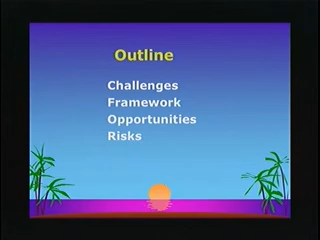 Outline
Challenges
Framework
Opportunities
Risks